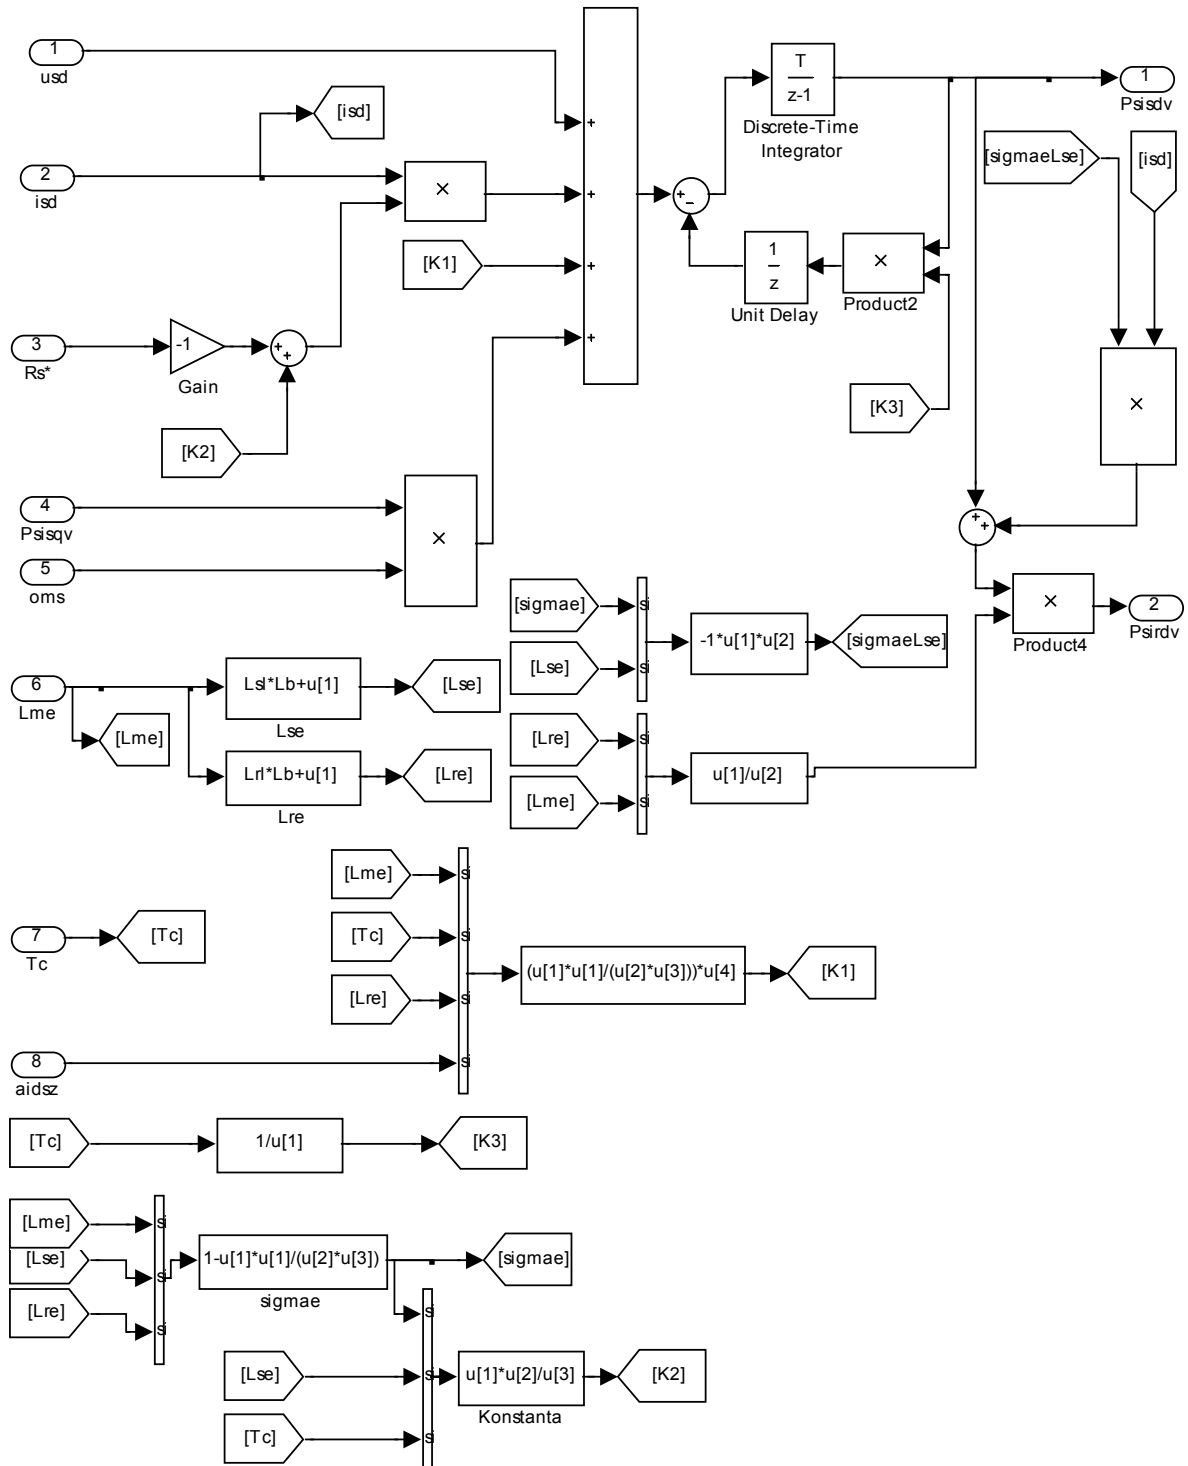 1
usd
[isd]
2
isd
×
[K1]
3
Rs*
-1
Gain
+
+
[K2]
4
Psisqv
5
oms
×
+
+
+
+
+
−
T
z-1
Discrete-Time
Integrator
1
z
Unit Delay
×
Product2
[K3]
1
Psisdv
[sigmaeLse]
[isd]
×
+
+
×
Product4
2
Psirdv
[sigmae]
[Lse]
si
si
-1*u[1]*u[2]
[sigmaeLse]
6
Lme
[Lme]
Lsl*Lb+u[1]
Lse
[Lse]
Lrl*Lb+u[1]
Lre
[Lre]
[Lre]
[Lme]
si
si
u[1]/u[2]
7
Tc
[Tc]
8
aidsz
[Lme]
[Tc]
[Lre]
si
si
si
si
(u[1]*u[1]/(u[2]*u[3]))*u[4]
[K1]
[Tc]
1/u[1]
[K3]
[Lme]
[Lse]
[Lre]
si
si
si
1-u[1]*u[1]/(u[2]*u[3])
sigmae
[sigmae]
[Lse]
[Tc]
si
si
si
u[1]*u[2]/u[3]
Konstanta
[K2]